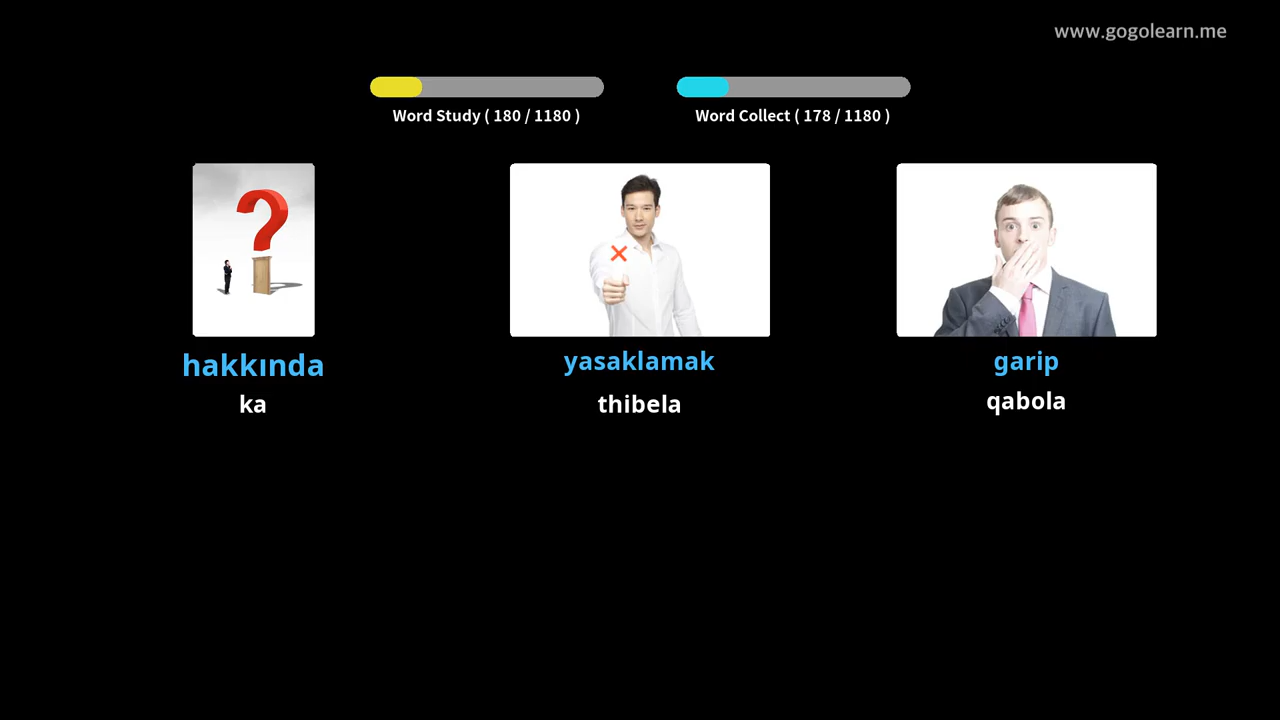 www.gogolearn.me
Word Study ( 180 / 1180 )
Word Collect ( 178 / 1180 )
hakkında
ka
yasaklamak
thibela
garip
qabola